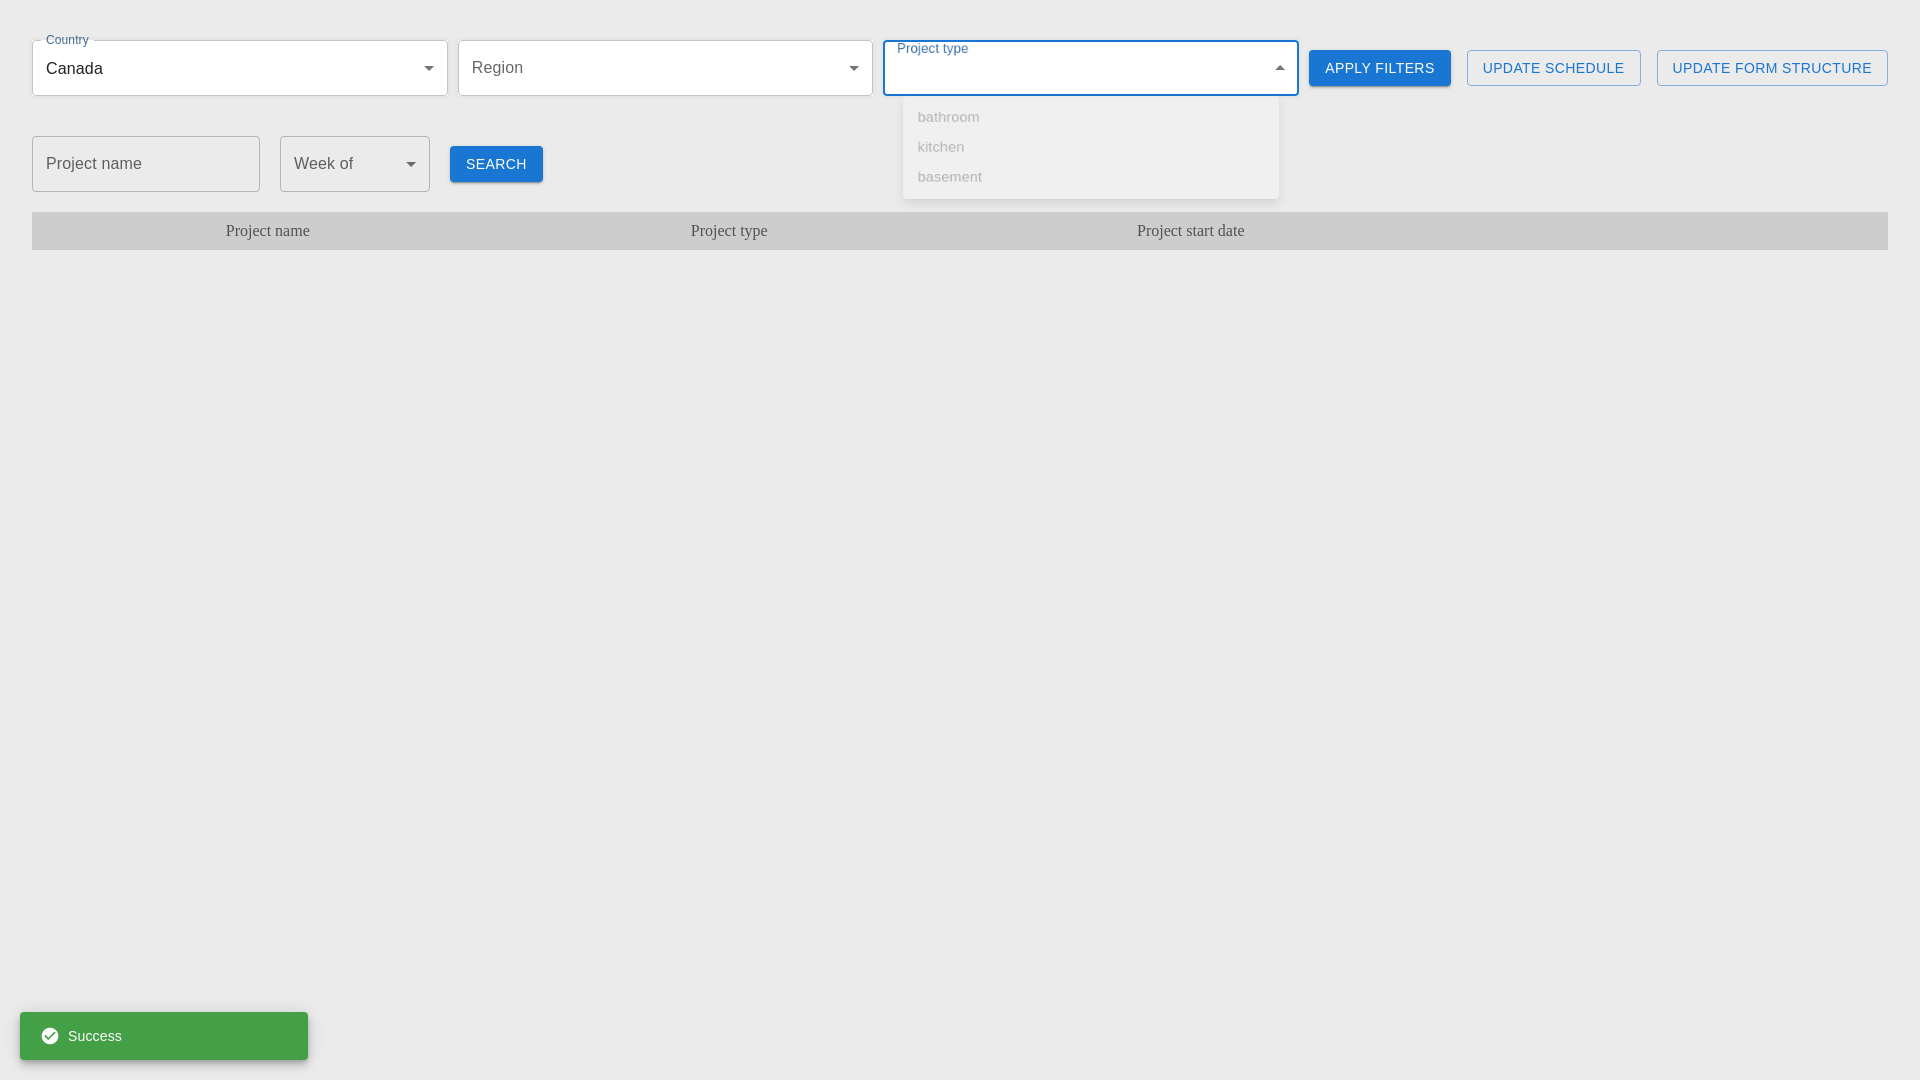 Country
Canada
Region
Project type
APPLY FILTERS
UPDATE SCHEDULE
UPDATE FORM STRUCTURE
bathroom
kitchen
basement
Project name
Week of
SEARCH
Project name
Project type
Project start date
Success